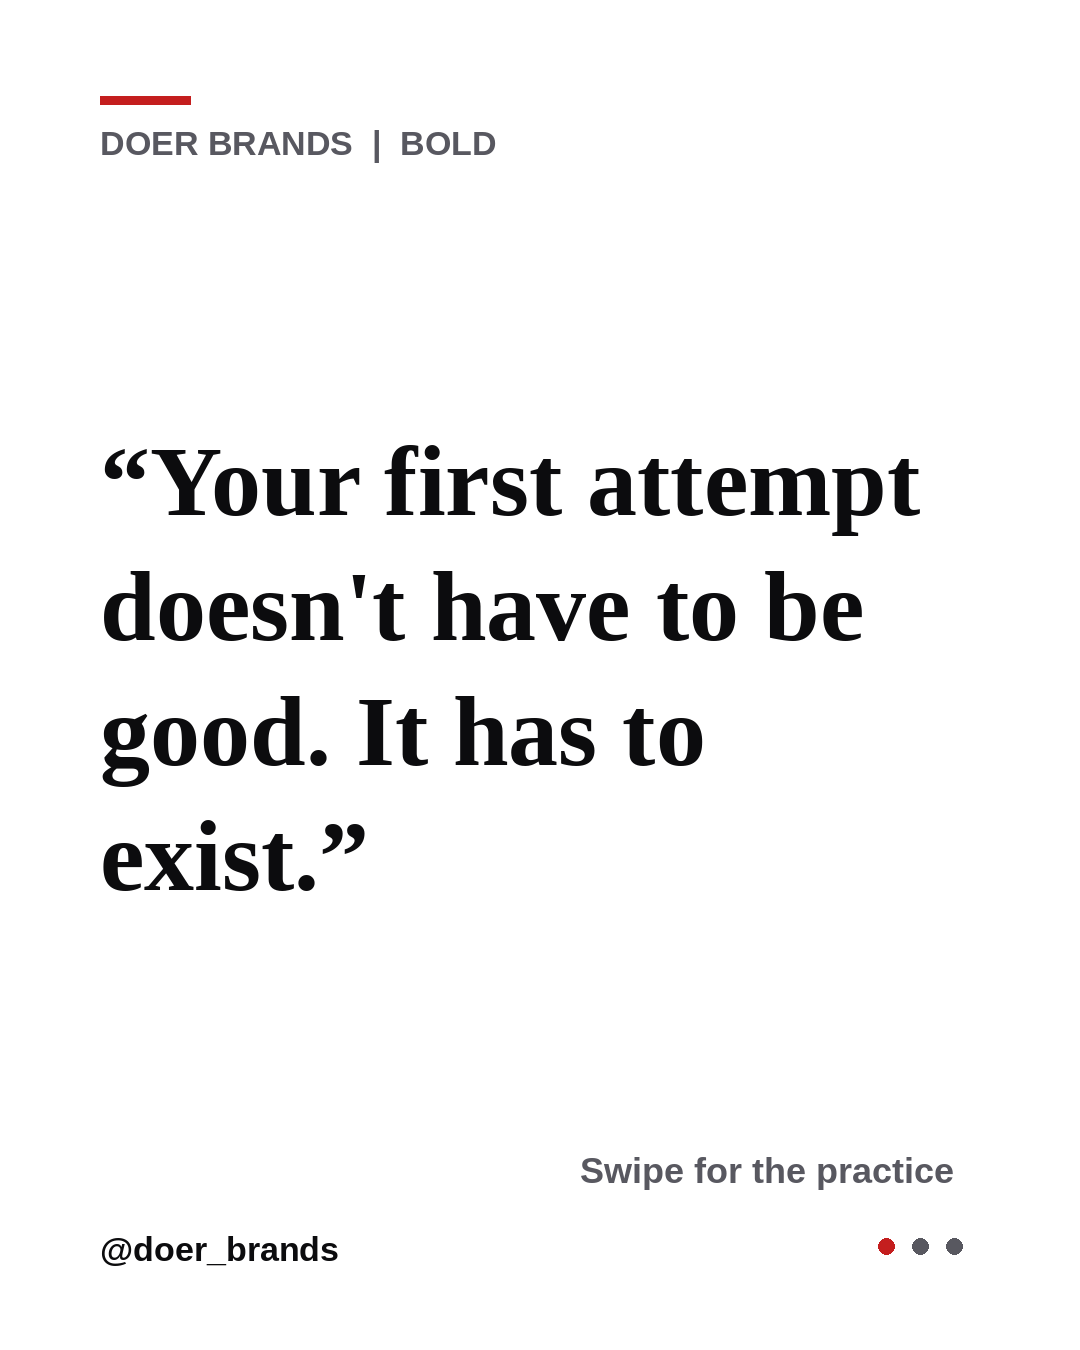 DOER BRANDS | BOLD
“Your first attempt
doesn't have to be
good. It has to
exist.”
Swipe for the practice
@doer_brands